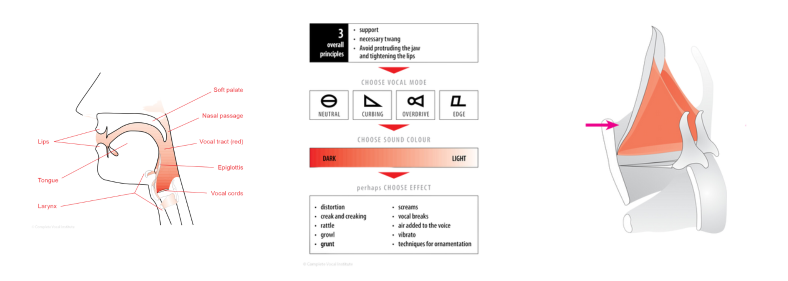 Soft palate
Nasal passage
Lips
Vocal tract (red)
Epiglottis
Tongue
Vocal cords
Larynx
3
overall
principles
• support
• necessary twang
• Avoid protruding the jaw
and tightening the lips
CHOOSE VOCAL MODE
NEUTRAL
CURBING
OVERDRIVE
EDGE
CHOOSE SOUND COLOUR
DARK
LIGHT
perhaps CHOOSE EFFECT
• distortion
• creak and creaking
• rattle
• growl
• grunt
• screams
• vocal breaks
• air added to the voice
• vibrato
• techniques for ornamentation